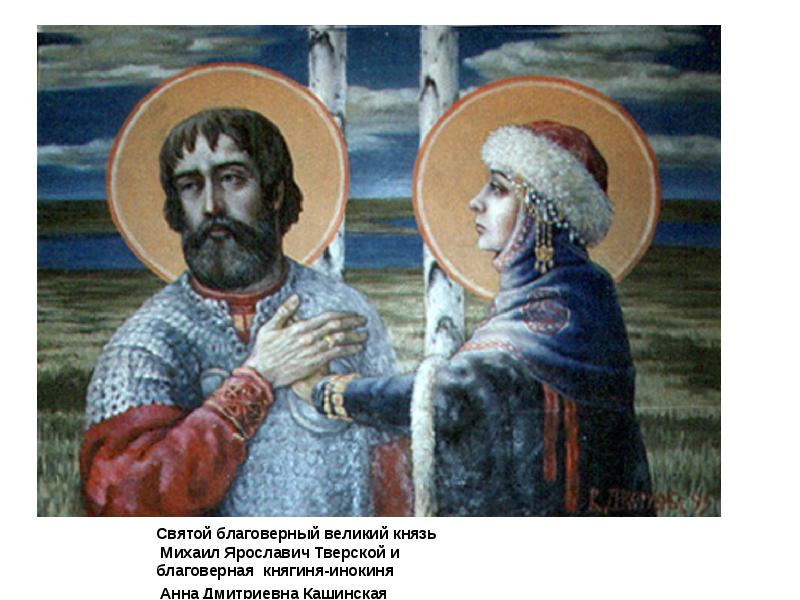 Святой благоверный великий князь
Михаил Ярославич Тверской и
благоверная княгиня-инокиня
Анна Дмитриевна Кашинская